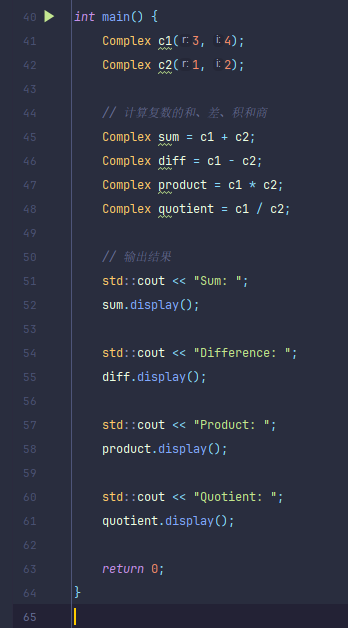 40 int main() {
41 Complex c1(r: 3, i: 4);
42 Complex c2(r: 1, i: 2);
43
44 // 计算复数的和、差、积和商
45 Complex sum = c1 + c2;
46 Complex diff = c1 - c2;
47 Complex product = c1 * c2;
48 Complex quotient = c1 / c2;
49
50 // 输出结果
51 std::cout << "Sum: ";
52 sum.display();
53
54 std::cout << "Difference: ";
55 diff.display();
56
57 std::cout << "Product: ";
58 product.display();
59
60 std::cout << "Quotient: ";
61 quotient.display();
62
63 return 0;
64 }
65